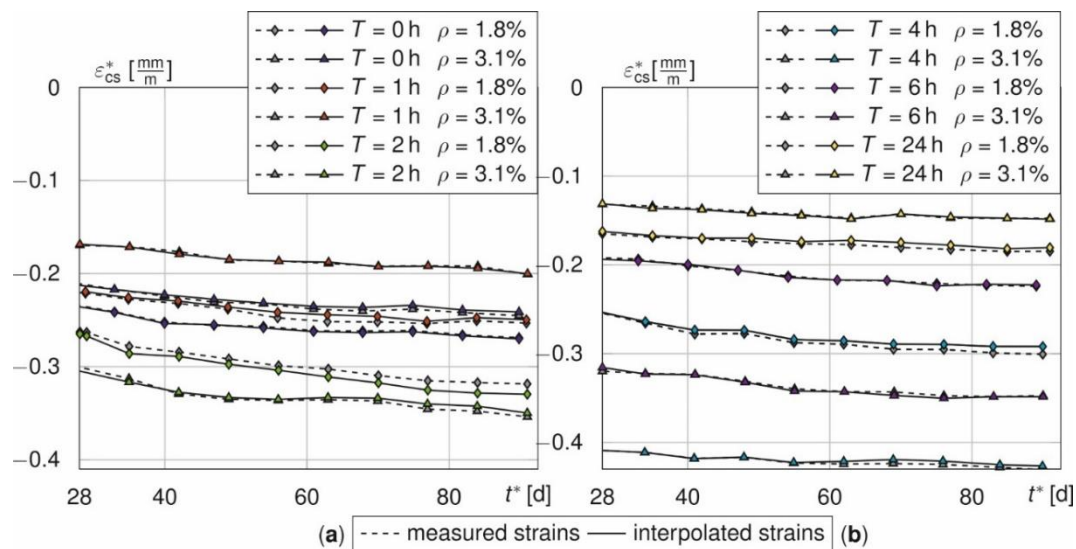 T = 0 h ρ = 1.8%
T = 0 h ρ = 3.1%
T = 1 h ρ = 1.8%
T = 1 h ρ = 3.1%
T = 2 h ρ = 1.8%
T = 2 h ρ = 3.1%
ε*cs [mm/m]
0
−0.1
−0.2
−0.3
−0.4
28
40
60
80
t* [d]
T = 4 h ρ = 1.8%
T = 4 h ρ = 3.1%
T = 6 h ρ = 1.8%
T = 6 h ρ = 3.1%
T = 24 h ρ = 1.8%
T = 24 h ρ = 3.1%
ε*cs [mm/m]
0
−0.1
−0.2
−0.3
−0.4
28
40
60
80
t* [d]
(a) measured strains interpolated strains (b)